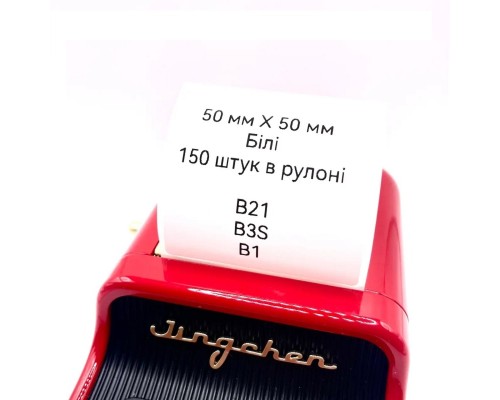 50 мм X 50 мм
Білі
150 штук в рулоні
B21
B3S
B1
Jingchen